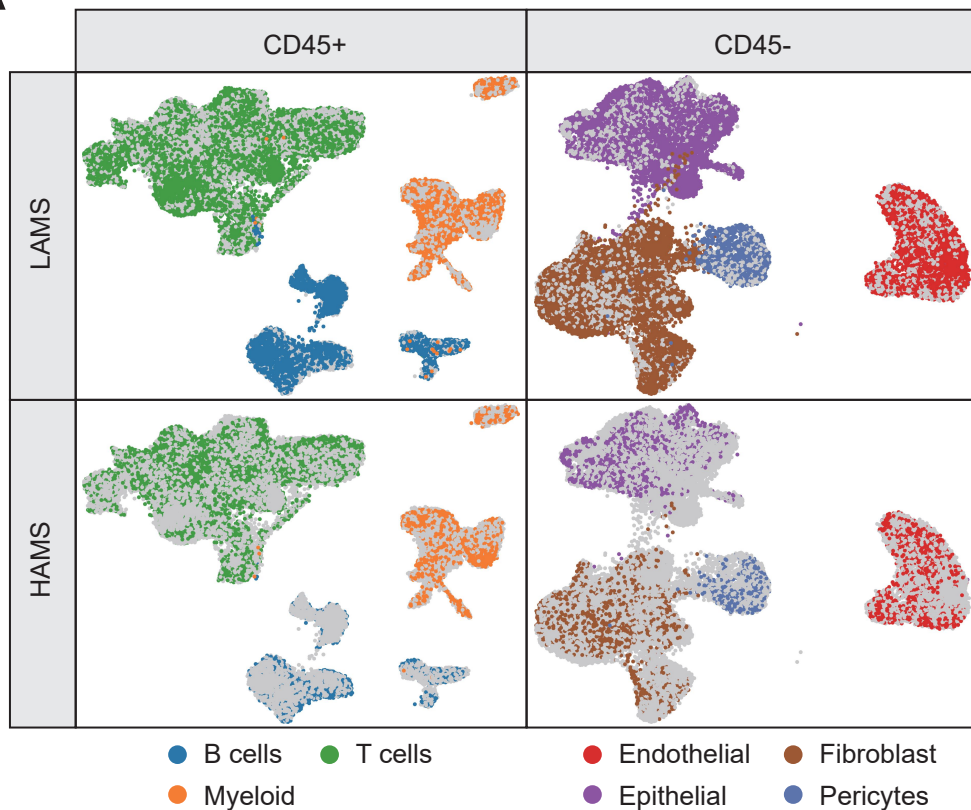 CD45+ CD45-
LAMS
HAMS
B cells T cells Endothelial Fibroblast
Myeloid Epithelial Pericytes